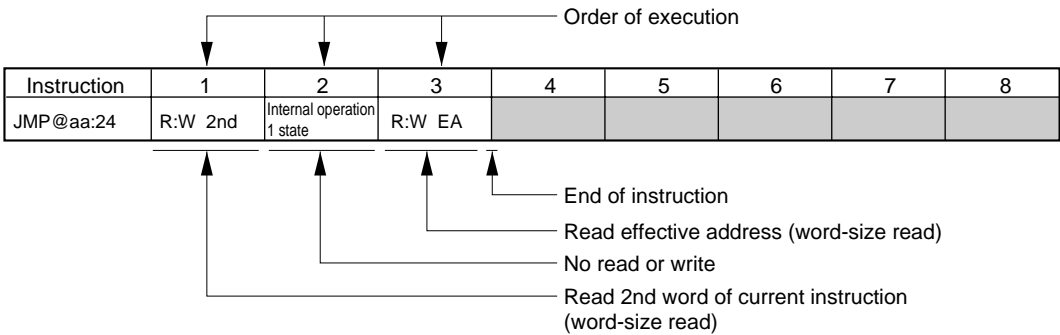 Order of execution
Instruction 1 2 3 4 5 6 7 8
JMP@aa:24 R:W 2nd Internal operation 1 state R:W EA
End of instruction
Read effective address (word-size read)
No read or write
Read 2nd word of current instruction
(word-size read)